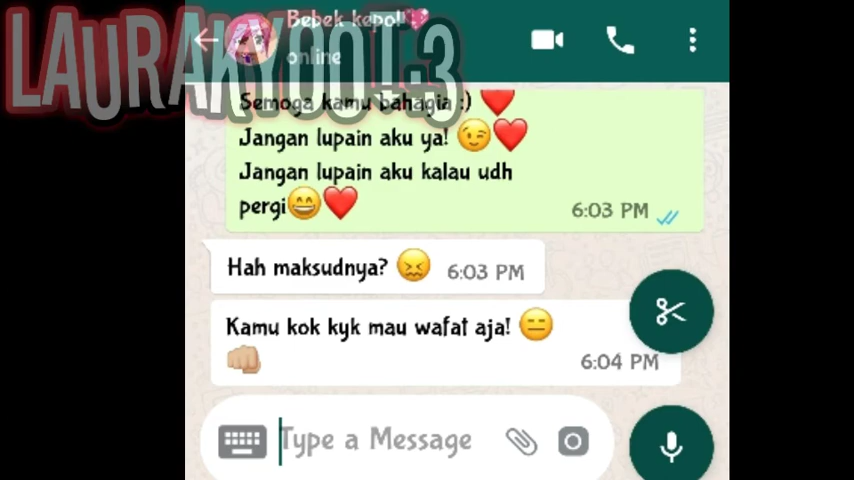 Bebek kepo!!💖
online
LAURAKYOOT:3
Semoga kamu bahagia :) ❤️
Jangan lupain aku ya! 😉❤️
Jangan lupain aku kalau udh
pergi😄❤️
6:03 PM
Hah maksudnya? 😖 6:03 PM
Kamu kok kyk mau wafat aja! 😑
👊🏼
6:04 PM
Type a Message